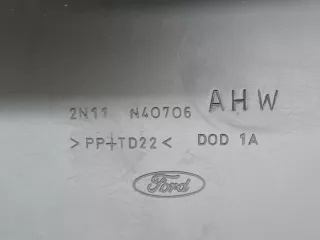 2N11 N40706 AHW
>PP+TD22< DOD 1A
Ford